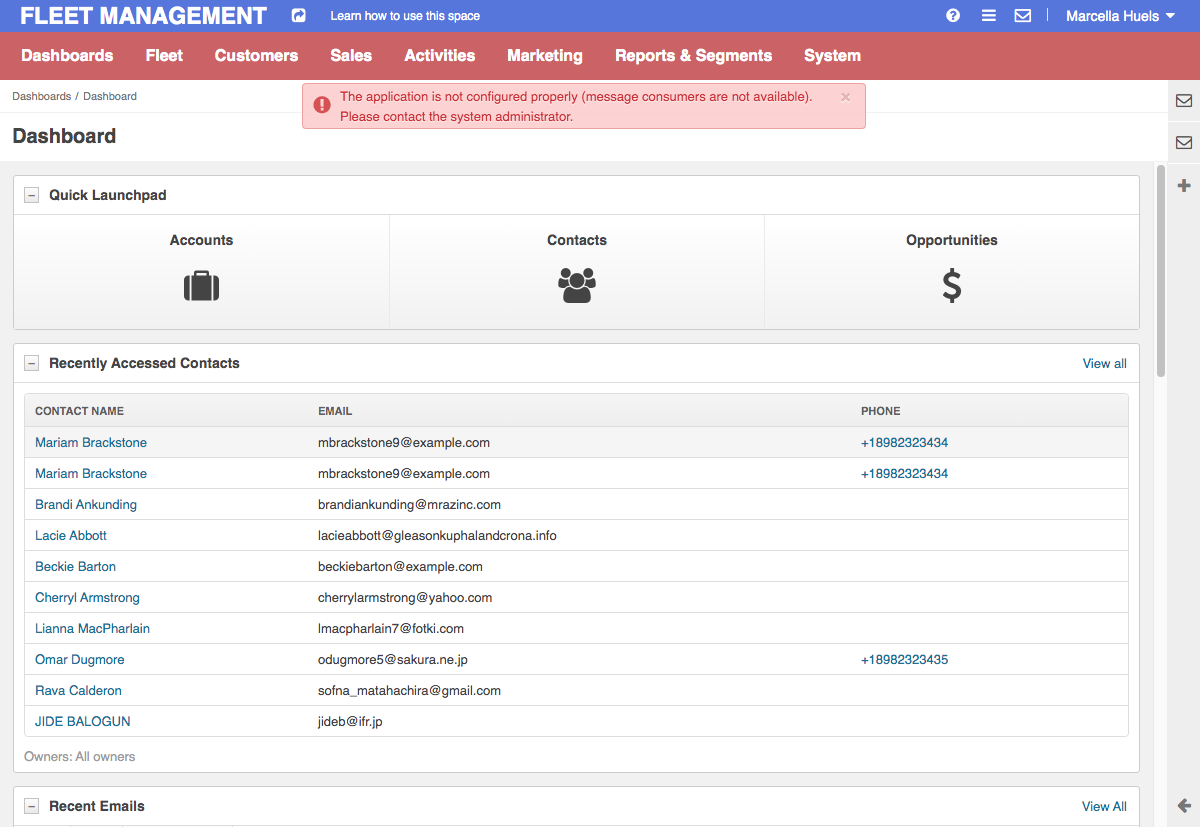 FLEET MANAGEMENT Learn how to use this space Marcella Huels
Dashboards Fleet Customers Sales Activities Marketing Reports & Segments System
Dashboards / Dashboard
The application is not configured properly (message consumers are not available).
Please contact the system administrator.
Dashboard
Quick Launchpad
Accounts Contacts Opportunities
Recently Accessed Contacts View all
CONTACT NAME EMAIL PHONE
Mariam Brackstone mbrackstone9@example.com +18982323434
Mariam Brackstone mbrackstone9@example.com +18982323434
Brandi Ankunding brandiankunding@mrazinc.com
Lacie Abbott lacieabbott@gleasonkuphalandcrona.info
Beckie Barton beckiebarton@example.com
Cherryl Armstrong cherrylarmstrong@yahoo.com
Lianna MacPharlain lmacpharlain7@fotki.com
Omar Dugmore odugmore5@sakura.ne.jp +18982323435
Rava Calderon sofna_matahachira@gmail.com
JIDE BALOGUN jideb@ifr.jp
Owners: All owners
Recent Emails View All